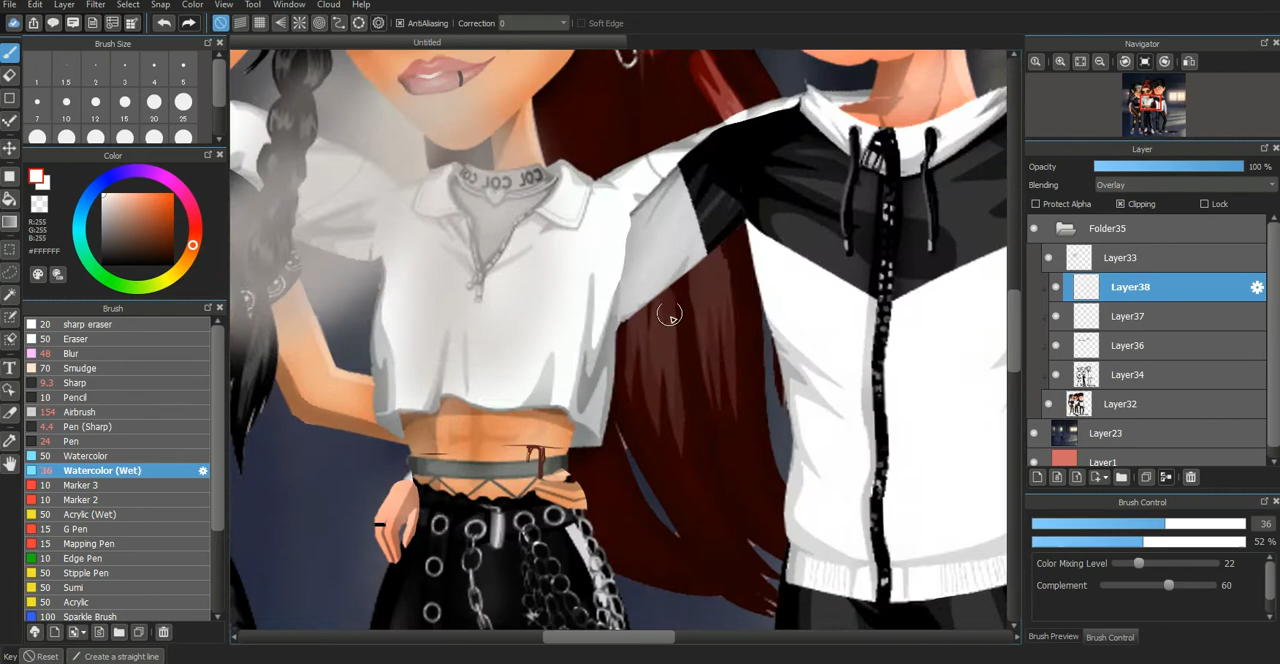 File Edit Layer Filter Select Snap Color View Tool Window Cloud Help
AntiAliasing Correction 0 Soft Edge
Untitled
Brush Size
1 1.5 2 3 4 5
7 10 12 15 20 25
Color
R:255
G:255
B:255
#FFFFFF
Brush
20 sharp eraser
50 Eraser
48 Blur
70 Smudge
9.3 Sharp
10 Pencil
154 Airbrush
4.4 Pen (Sharp)
24 Pen
50 Watercolor
36 Watercolor (Wet)
10 Marker 3
10 Marker 2
50 Acrylic (Wet)
15 G Pen
15 Mapping Pen
10 Edge Pen
50 Stipple Pen
50 Sumi
50 Acrylic
100 Sparkle Brush
Key Reset Create a straight line
Navigator
Layer
Opacity 100 %
Blending Overlay
Protect Alpha Clipping Lock
Folder35
Layer33
Layer38
Layer37
Layer36
Layer34
Layer32
Layer23
Layer1
Brush Control
36
52 %
Color Mixing Level 22
Complement 60
Brush Preview Brush Control